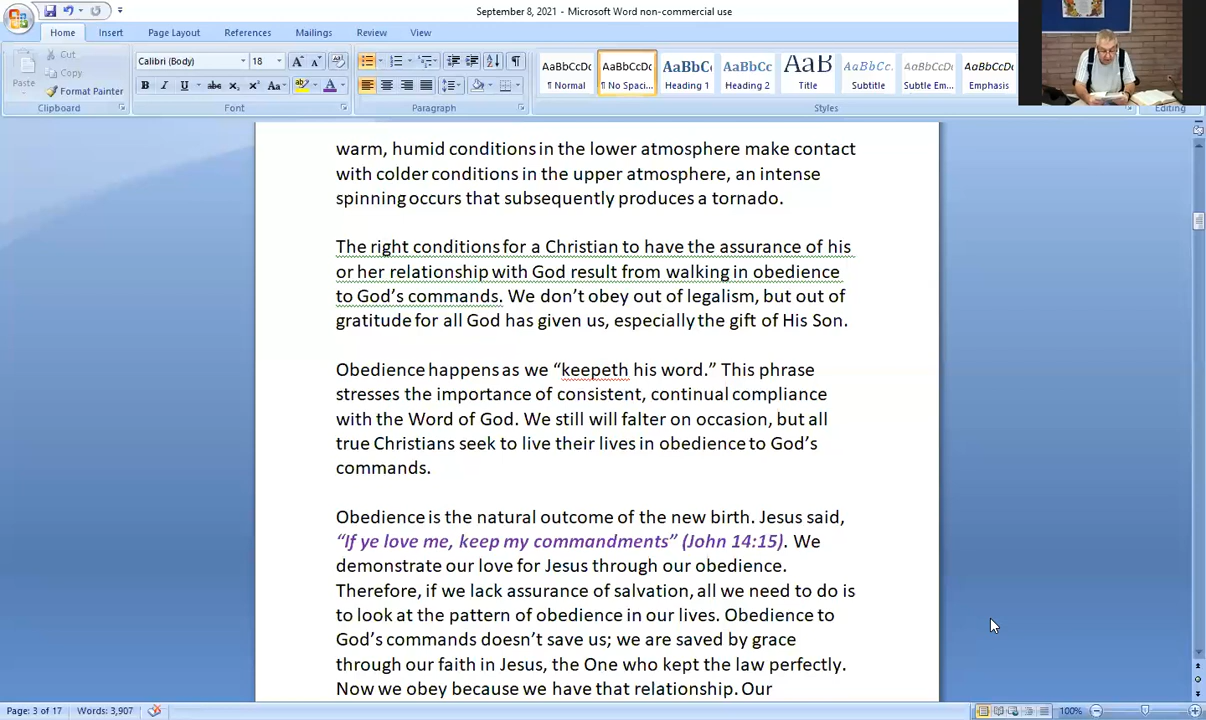 September 8, 2021 - Microsoft Word non-commercial use
Home Insert Page Layout References Mailings Review View
Cut
Copy
Format Painter
Paste
Clipboard
Calibri (Body) 18
B I U abc X₂ X² Aa A
Font
Paragraph
AaBbCcDc AaBbCcDc AaBbC AaBbCc AaB AaBbCc. AaBbCcDc AaBbCcDc
¶ Normal ¶ No Spaci... Heading 1 Heading 2 Title Subtitle Subtle Em... Emphasis
Styles
Editing
warm, humid conditions in the lower atmosphere make contact
with colder conditions in the upper atmosphere, an intense
spinning occurs that subsequently produces a tornado.
The right conditions for a Christian to have the assurance of his
or her relationship with God result from walking in obedience
to God’s commands. We don’t obey out of legalism, but out of
gratitude for all God has given us, especially the gift of His Son.
Obedience happens as we “keepeth his word.” This phrase
stresses the importance of consistent, continual compliance
with the Word of God. We still will falter on occasion, but all
true Christians seek to live their lives in obedience to God’s
commands.
Obedience is the natural outcome of the new birth. Jesus said,
“If ye love me, keep my commandments” (John 14:15). We
demonstrate our love for Jesus through our obedience.
Therefore, if we lack assurance of salvation, all we need to do is
to look at the pattern of obedience in our lives. Obedience to
God’s commands doesn’t save us; we are saved by grace
through our faith in Jesus, the One who kept the law perfectly.
Now we obey because we have that relationship. Our
Page: 3 of 17 Words: 3,907 100%